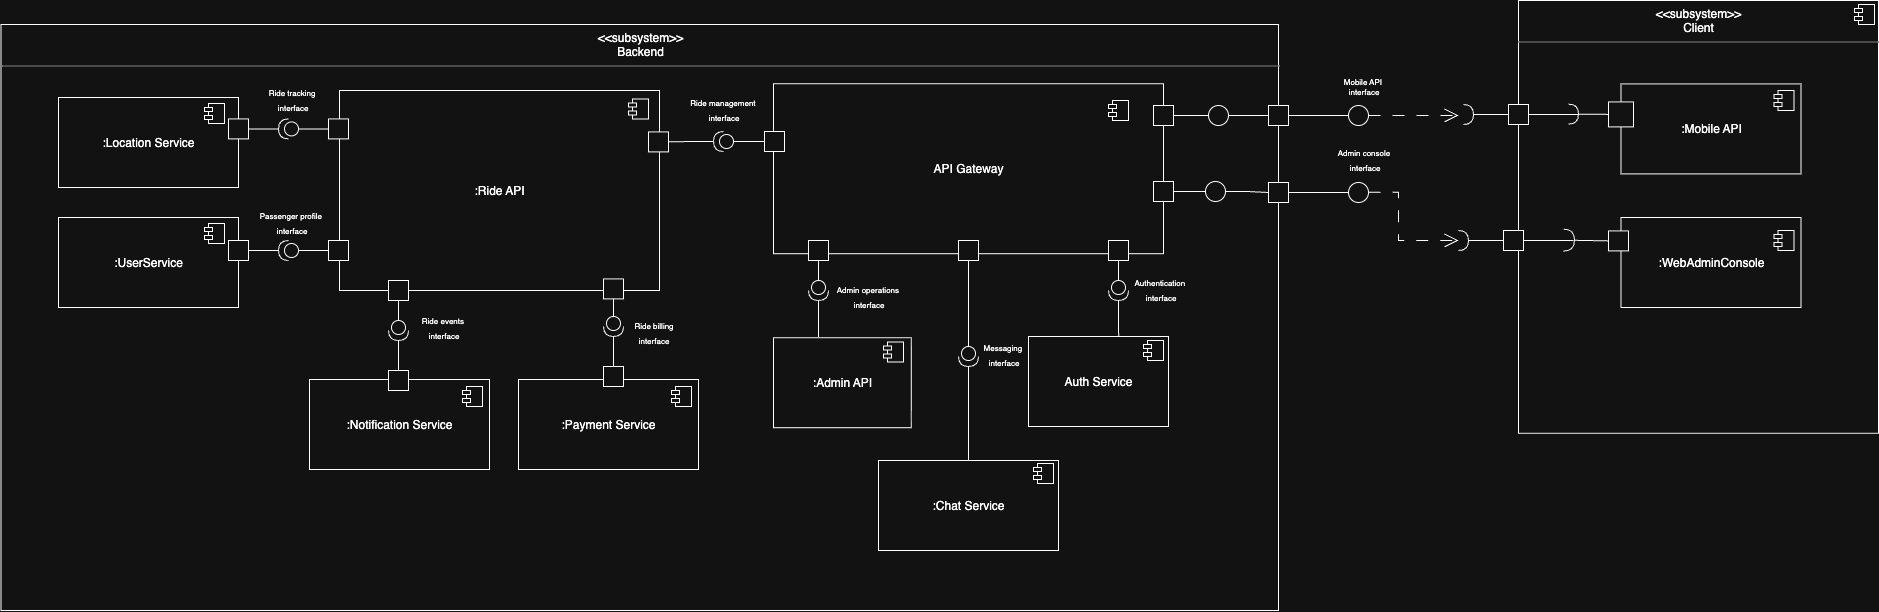 <<subsystem>>
Backend
<<subsystem>>
Client
Ride tracking
interface
:Location Service
:Ride API
Ride management
interface
API Gateway
Mobile API
interface
:Mobile API
Admin console
interface
Passenger profile
interface
:UserService
:WebAdminConsole
Ride events
interface
Ride billing
interface
Admin operations
interface
Authentication
interface
Messaging
interface
:Admin API
Auth Service
:Notification Service
:Payment Service
:Chat Service